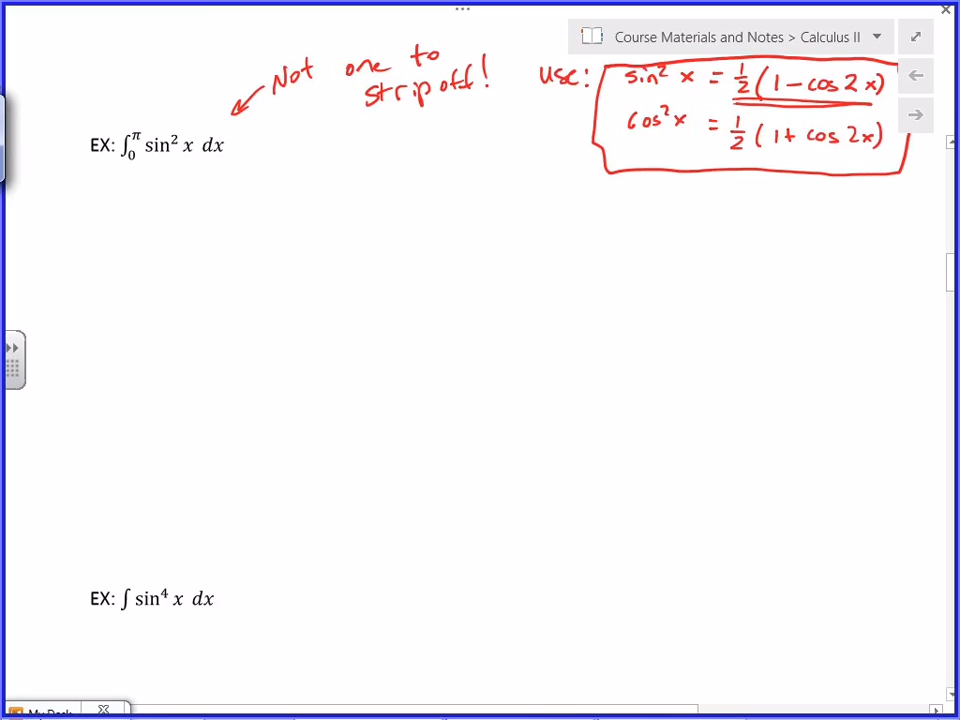 Course Materials and Notes > Calculus II
Not one to
strip off!
use: sin² x = 1/2 (1 - cos 2x)
cos² x = 1/2 (1 + cos 2x)
EX: ∫₀^π sin² x dx
EX: ∫ sin⁴ x dx
My Desk